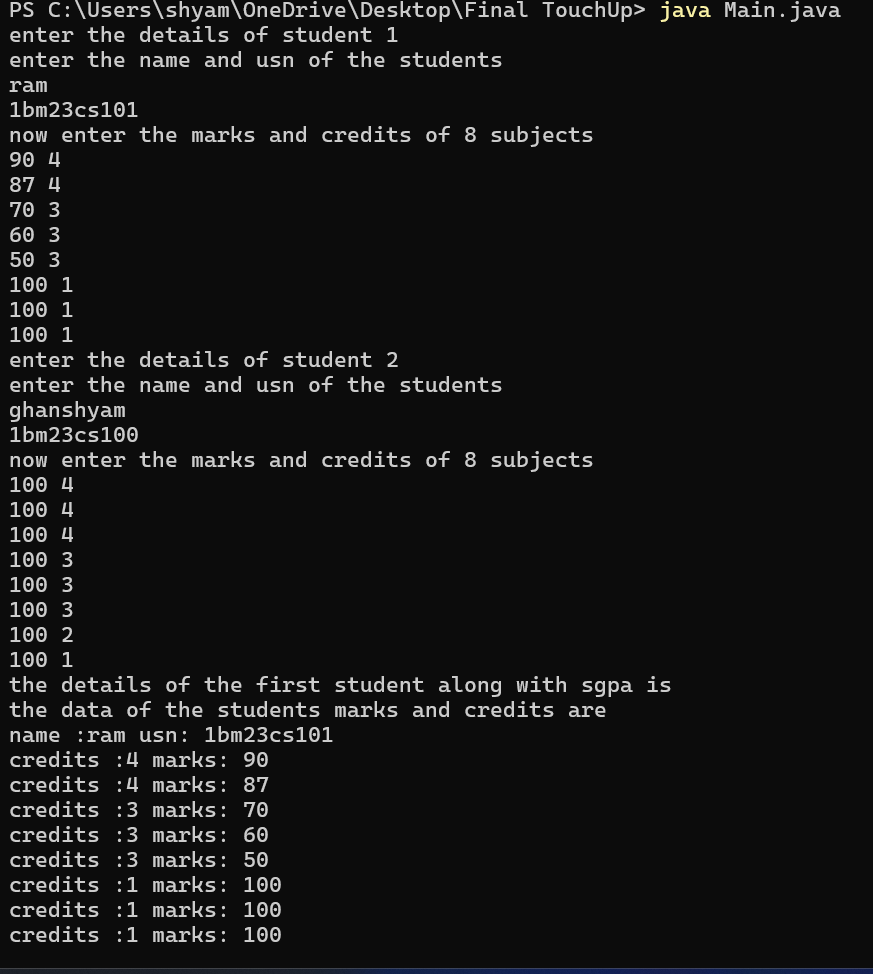 PS C:\Users\shyam\OneDrive\Desktop\Final TouchUp> java Main.java
enter the details of student 1
enter the name and usn of the students
ram
1bm23cs101
now enter the marks and credits of 8 subjects
90 4
87 4
70 3
60 3
50 3
100 1
100 1
100 1
enter the details of student 2
enter the name and usn of the students
ghanshyam
1bm23cs100
now enter the marks and credits of 8 subjects
100 4
100 4
100 4
100 3
100 3
100 3
100 2
100 1
the details of the first student along with sgpa is
the data of the students marks and credits are
name :ram usn: 1bm23cs101
credits :4 marks: 90
credits :4 marks: 87
credits :3 marks: 70
credits :3 marks: 60
credits :3 marks: 50
credits :1 marks: 100
credits :1 marks: 100
credits :1 marks: 100